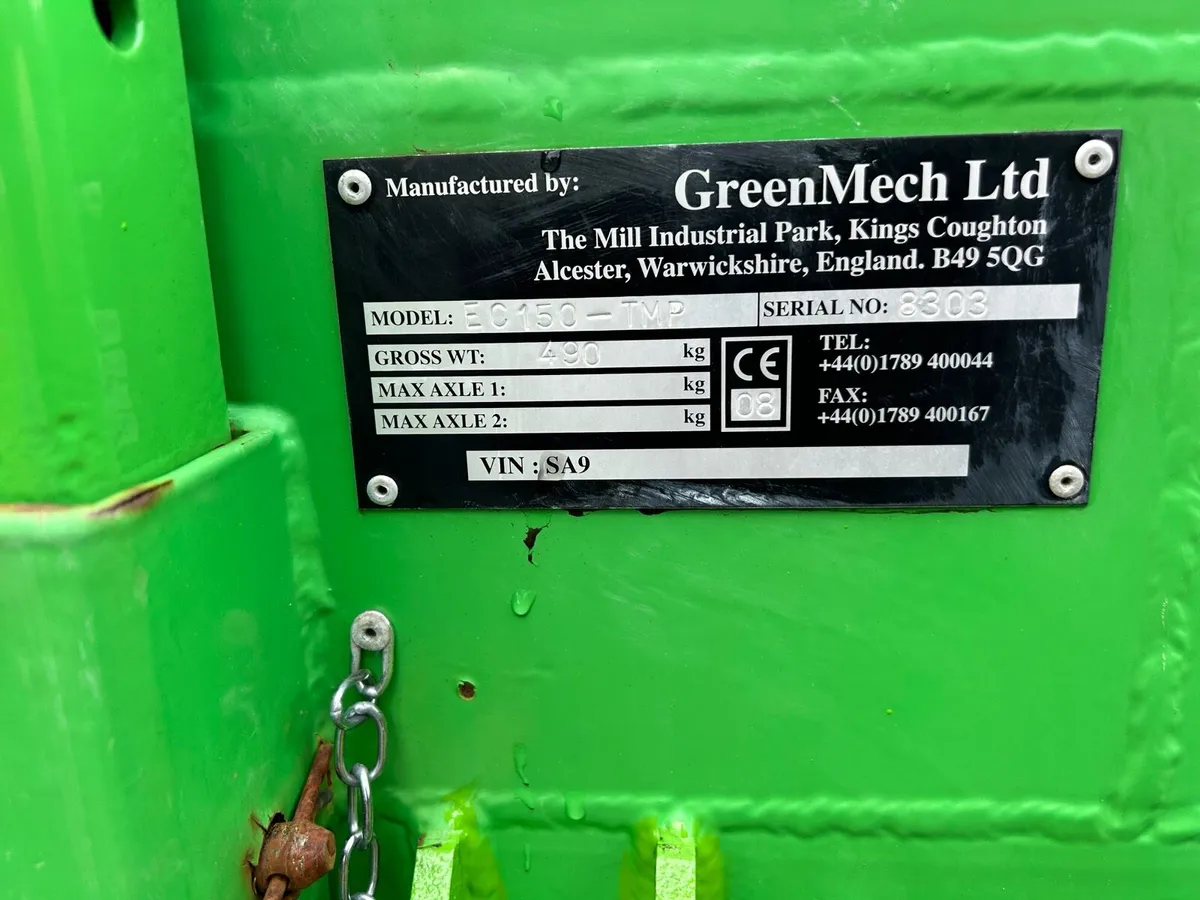 Manufactured by: GreenMech Ltd
The Mill Industrial Park, Kings Coughton
Alcester, Warwickshire, England. B49 5QG
MODEL: EC150-TMP SERIAL NO: 8303
GROSS WT: 490 kg
MAX AXLE 1: kg
MAX AXLE 2: kg
CE
08
TEL:
+44(0)1789 400044
FAX:
+44(0)1789 400167
VIN : SA9